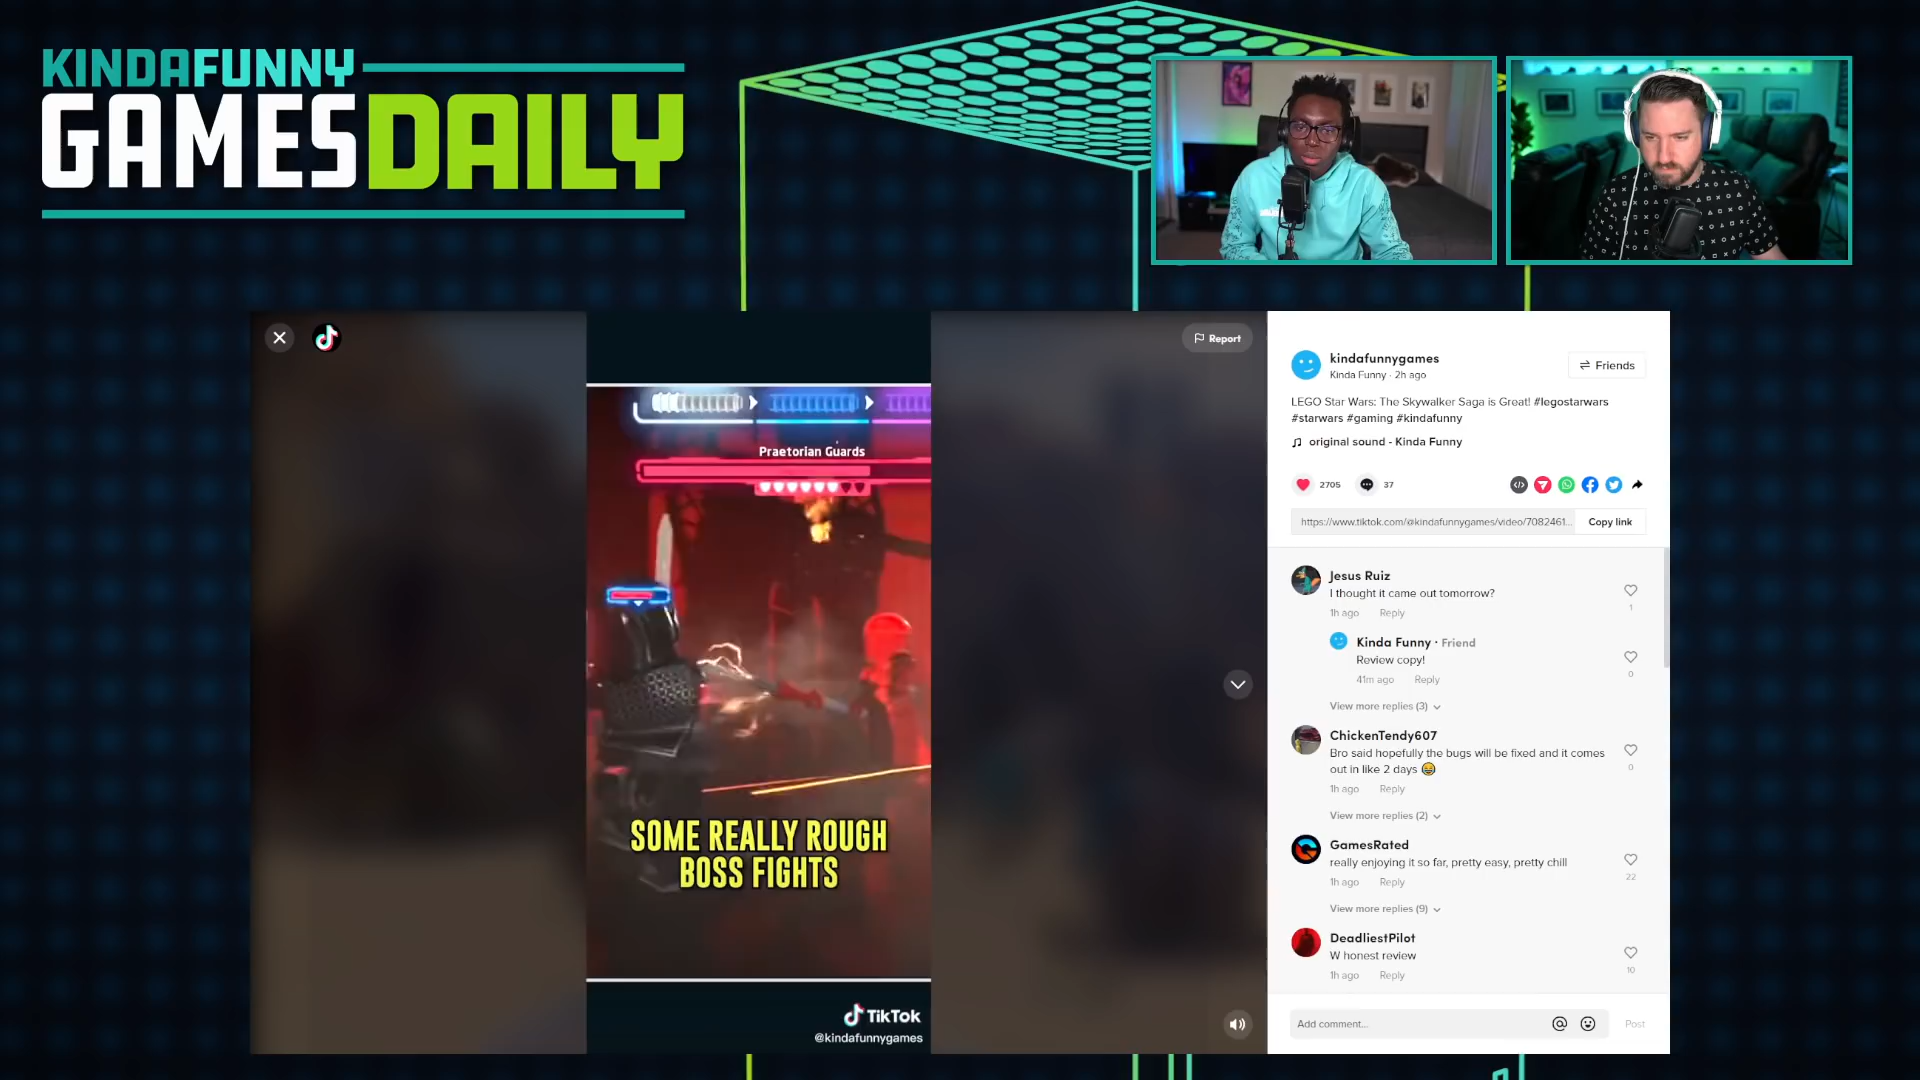 KINDAFUNNY
GAMESDAILY
Report
Praetorian Guards
SOME REALLY ROUGH
BOSS FIGHTS
TikTok
@kindafunnygames
kindafunnygames
Kinda Funny · 2h ago
Friends
LEGO Star Wars: The Skywalker Saga is Great! #legostarwars
#starwars #gaming #kindafunny
original sound - Kinda Funny
2705
37
https://www.tiktok.com/@kindafunnygames/video/7082461...
Copy link
Jesus Ruiz
I thought it came out tomorrow?
1
1h ago Reply
Kinda Funny · Friend
Review copy!
0
41m ago Reply
View more replies (3)
ChickenTendy607
Bro said hopefully the bugs will be fixed and it comes
out in like 2 days 😂
0
1h ago Reply
View more replies (2)
GamesRated
really enjoying it so far, pretty easy, pretty chill
22
1h ago Reply
View more replies (9)
DeadliestPilot
W honest review
10
1h ago Reply
Add comment...
Post